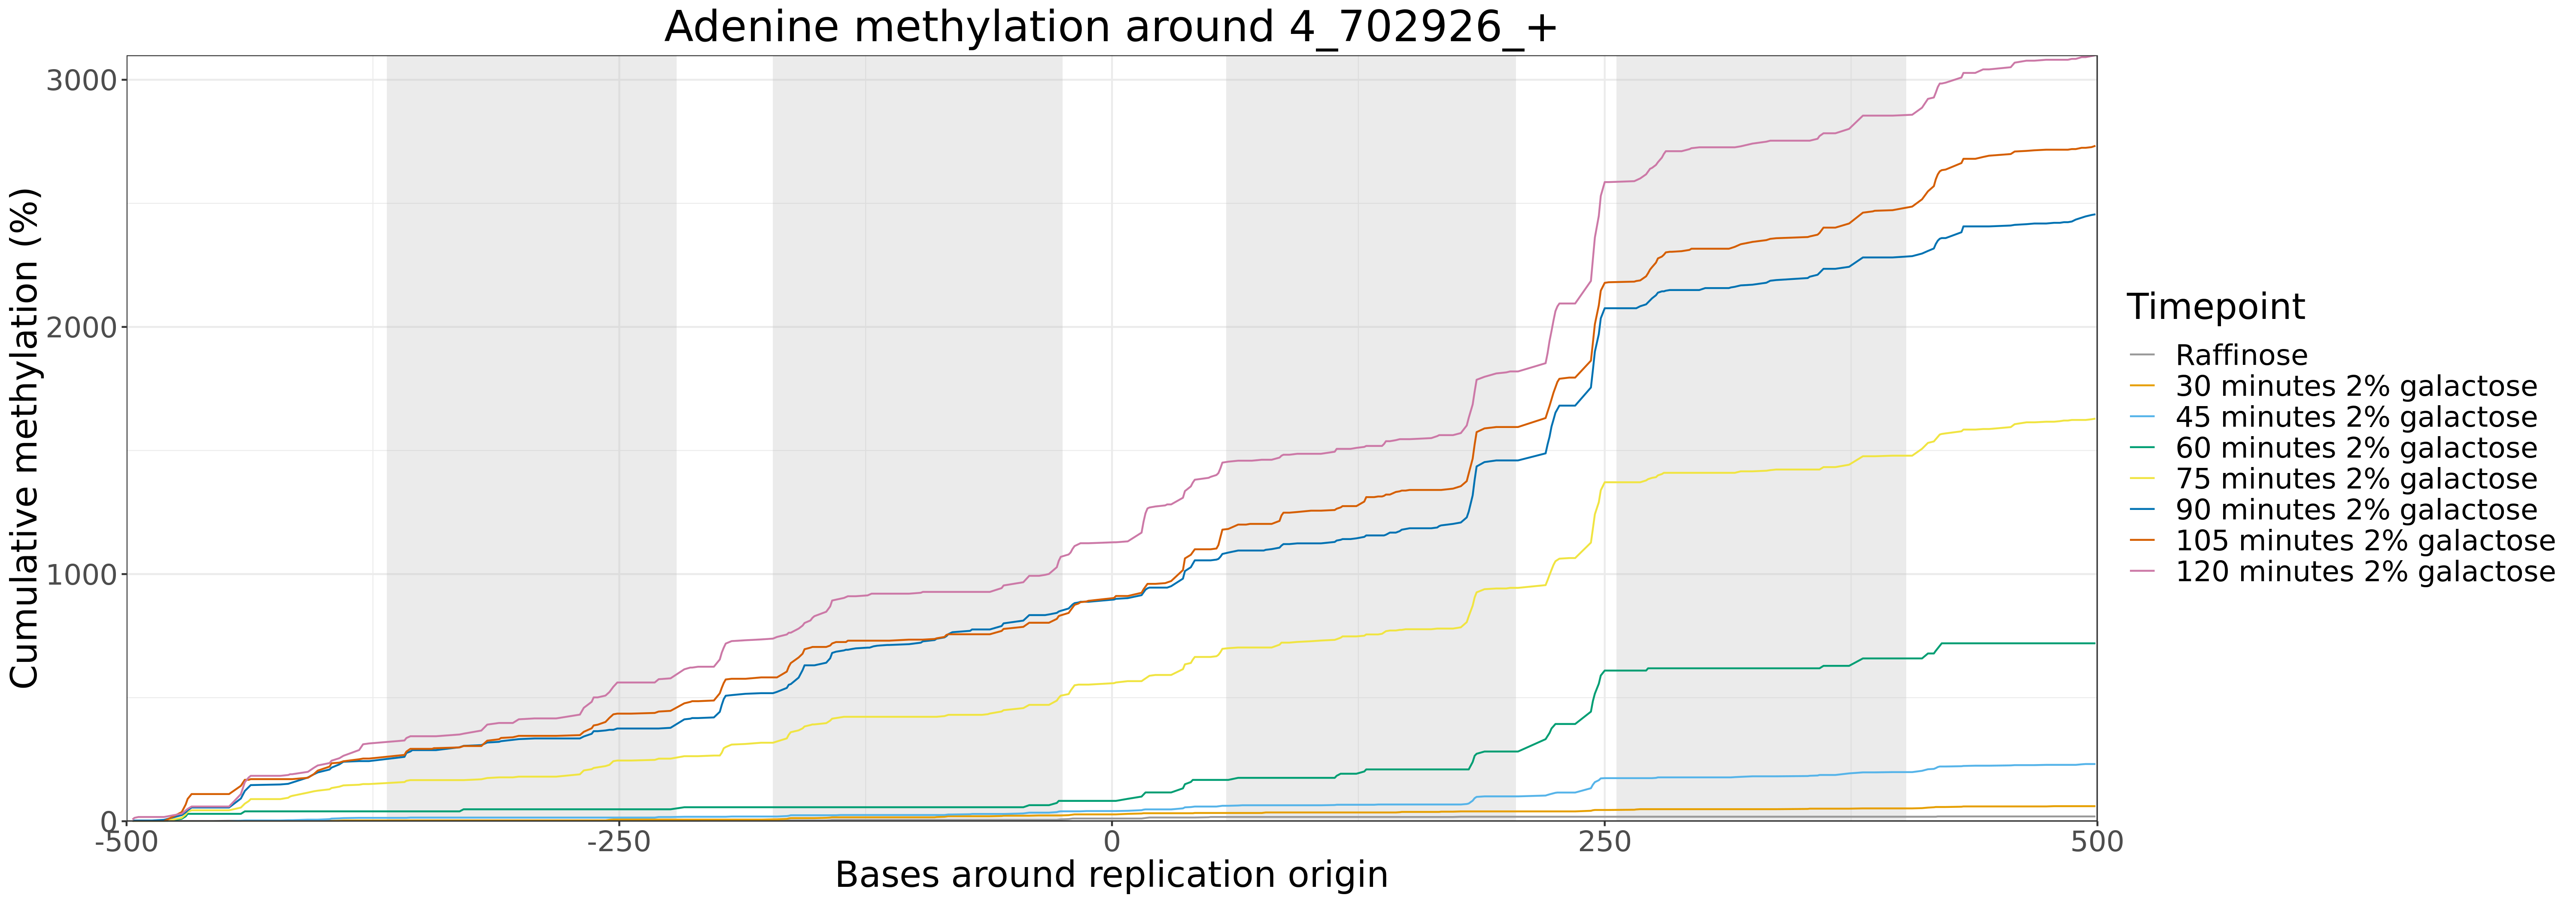 Adenine methylation around 4_702926_+
Cumulative methylation (%)
3000
2000
1000
0
-500
-250
0
250
500
Bases around replication origin
Timepoint
Raffinose
30 minutes 2% galactose
45 minutes 2% galactose
60 minutes 2% galactose
75 minutes 2% galactose
90 minutes 2% galactose
105 minutes 2% galactose
120 minutes 2% galactose